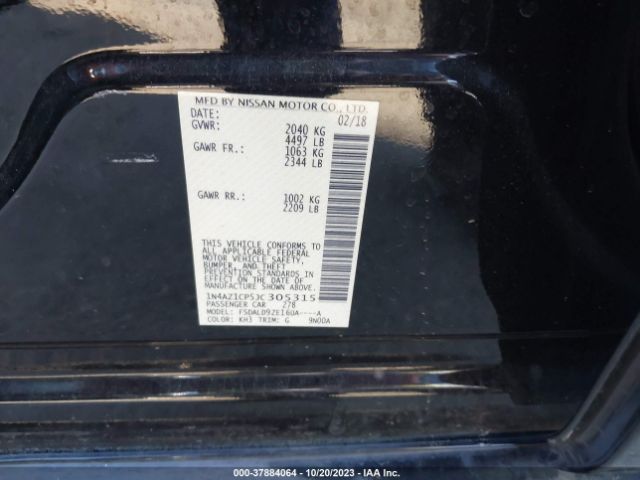 MFD BY NISSAN MOTOR CO., LTD.
DATE: 02/18
GVWR: 2040 KG
4497 LB
GAWR FR.: 1063 KG
2344 LB
GAWR RR.: 1002 KG
2209 LB
THIS VEHICLE CONFORMS TO
ALL APPLICABLE FEDERAL
MOTOR VEHICLE SAFETY,
BUMPER, AND THEFT
PREVENTION STANDARDS IN
EFFECT ON THE DATE OF
MANUFACTURE SHOWN ABOVE.
1N4AZ1CP5JC305315
PASSENGER CAR 278
MODEL: FSDALD9ZE16UA----A
COLOR: KH3 TRIM: G 9NODA
000-37884064 | 10/20/2023 | IAA Inc.